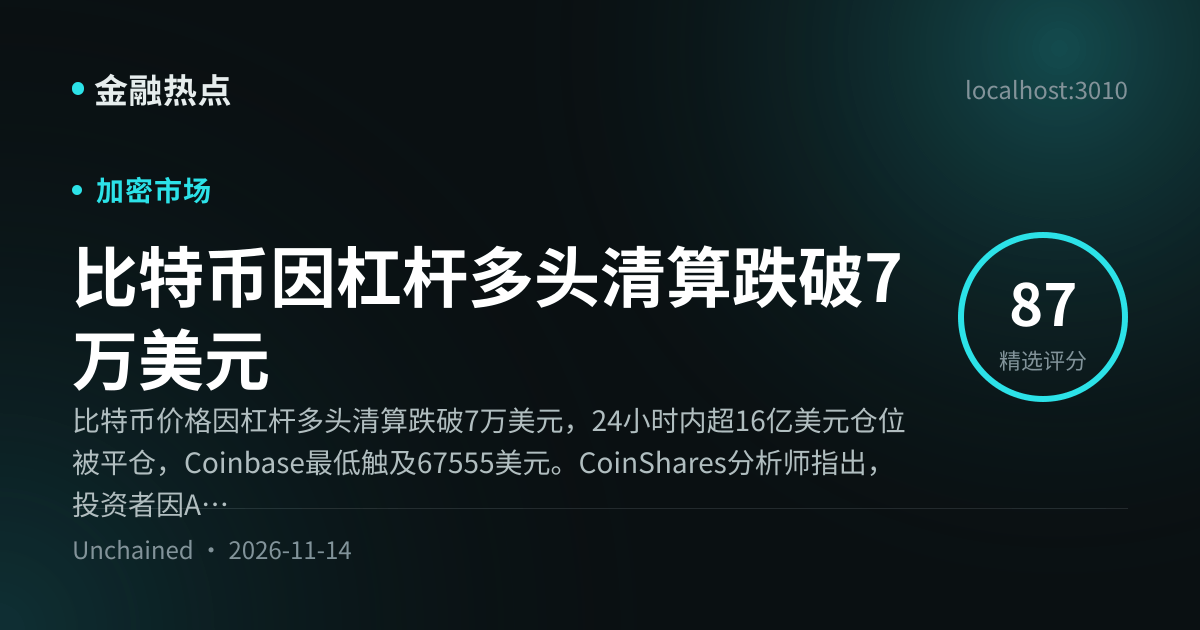 金融热点
localhost:3010
加密市场
比特币因杠杆多头清算跌破7
万美元
87
精选评分
比特币价格因杠杆多头清算跌破7万美元，24小时内超16亿美元仓位
被平仓，Coinbase最低触及67555美元。CoinShares分析师指出，
投资者因A…
Unchained • 2026-11-14